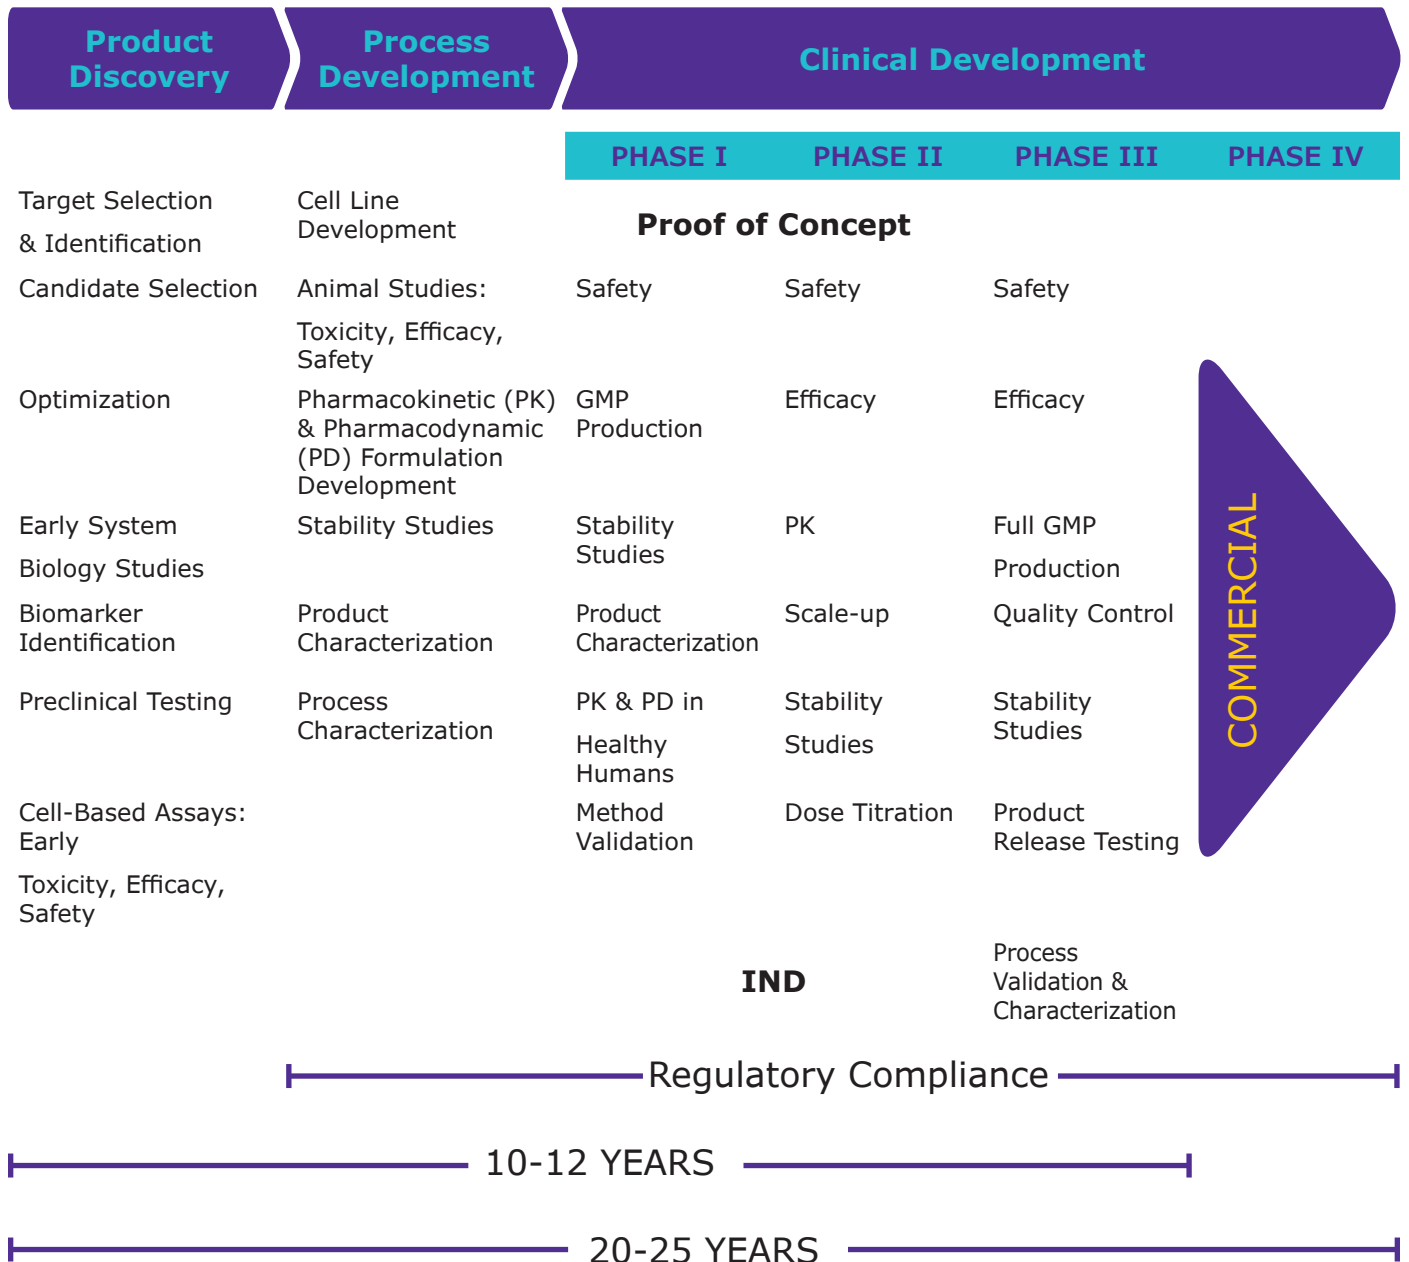 Product
Discovery
Process
Development
Clinical Development
PHASE I
PHASE II
PHASE III
PHASE IV
Target Selection
& Identification
Candidate Selection
Optimization
Early System
Biology Studies
Biomarker
Identification
Preclinical Testing
Cell-Based Assays:
Early
Toxicity, Efficacy,
Safety
Cell Line
Development
Animal Studies:
Toxicity, Efficacy,
Safety
Pharmacokinetic (PK)
& Pharmacodynamic
(PD) Formulation
Development
Stability Studies
Product
Characterization
Process
Characterization
Proof of Concept
Safety
GMP
Production
Stability
Studies
Product
Characterization
PK & PD in
Healthy
Humans
Method
Validation
Safety
Efficacy
PK
Scale-up
Stability
Studies
Dose Titration
IND
Safety
Efficacy
Full GMP
Production
Quality Control
Stability
Studies
Product
Release Testing
Process
Validation &
Characterization
COMMERCIAL
Regulatory Compliance
10-12 YEARS
20-25 YEARS